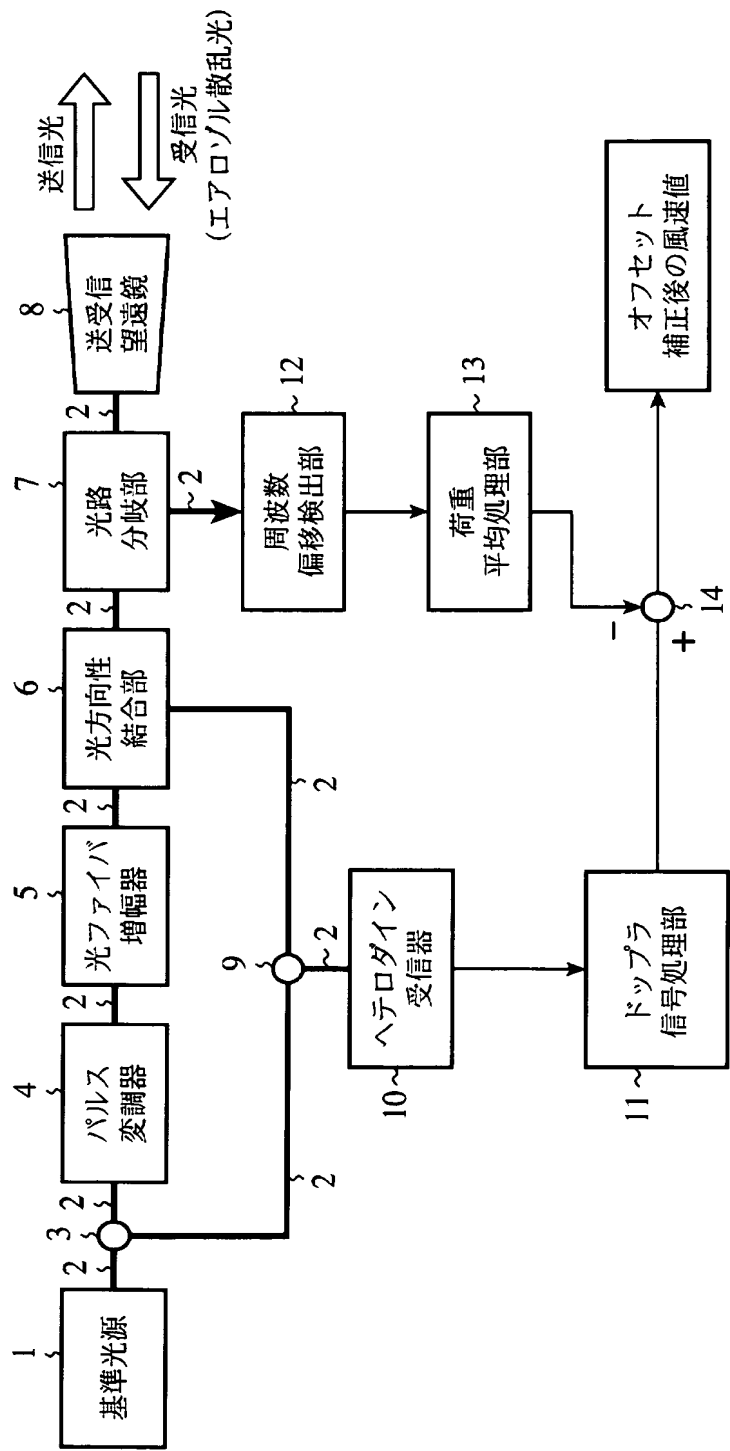 送信光
受信光
(エアロゾル散乱光)
1
基準光源
2
3
2
4
パルス
変調器
2
5
光ファイバ
増幅器
2
6
光方向性
結合部
2
7
光路
分岐部
2
8
送受信
望遠鏡
2
2
9
2
2
12
周波数
偏移検出部
10
ヘテロダイン
受信器
13
荷重
平均処理部
11
ドップラ
信号処理部
−
+
14
オフセット
補正後の風速値